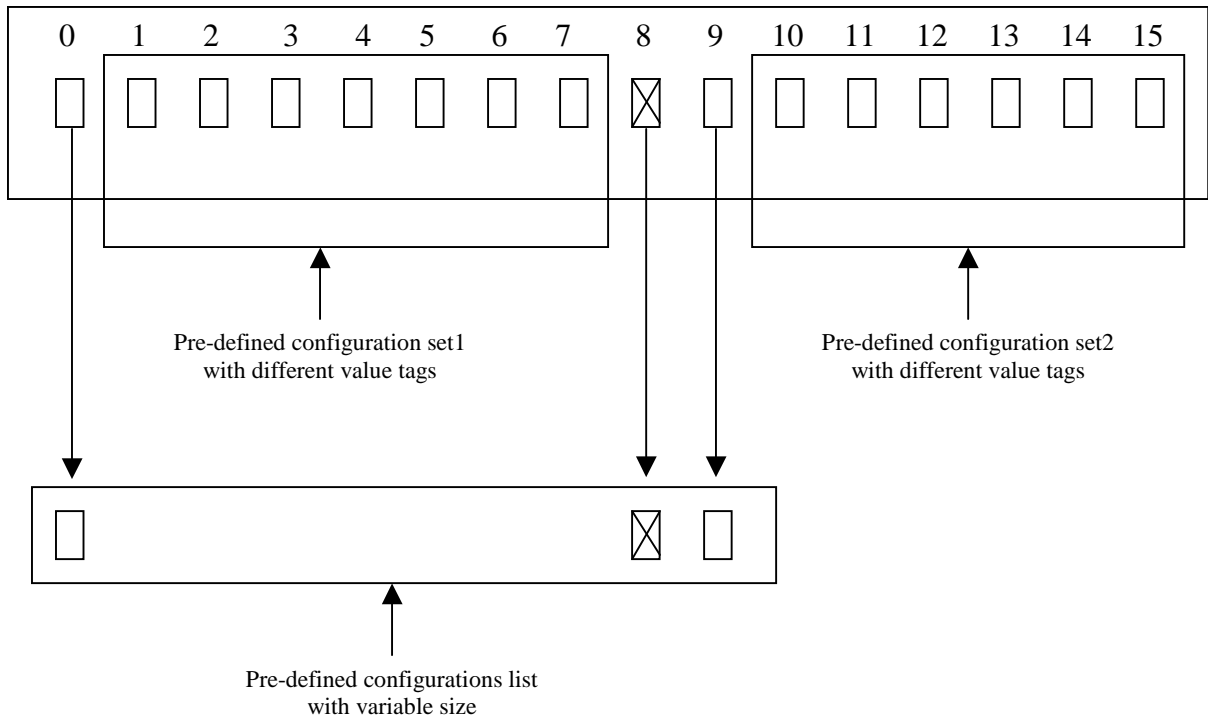 0 1 2 3 4 5 6 7 8 9 10 11 12 13 14 15
Pre-defined configuration set1
with different value tags
Pre-defined configuration set2
with different value tags
Pre-defined configurations list
with variable size